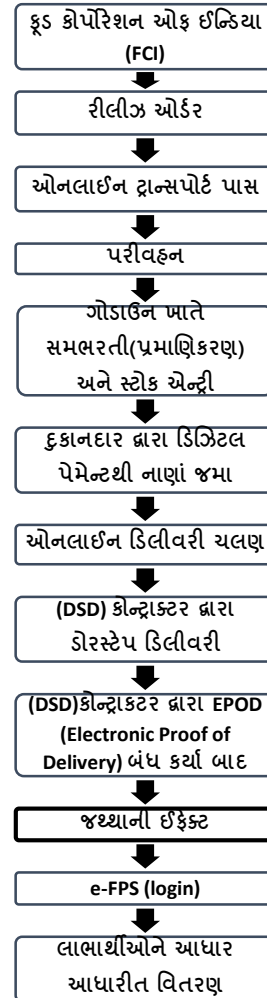 ફૂડ કોર્પોરેશન ઓફ ઈન્ડિયા
(FCI)
રીલીઝ ઓર્ડર
ઓનલાઈન ટ્રાન્સપોર્ટ પાસ
પરીવહન
ગોડાઉન ખાતે
સમભરતી(પ્રમાણિકરણ)
અને સ્ટોક એન્ટ્રી
દુકાનદાર દ્વારા ડિઝિટલ
પેમેન્ટથી નાણાં જમા
ઓનલાઈન ડિલીવરી ચલણ
(DSD) કોન્ટ્રાક્ટર દ્વારા
ડોરસ્ટેપ ડિલીવરી
(DSD)કોન્ટ્રાકટર દ્વારા EPOD
(Electronic Proof of
Delivery) બંધ કર્યા બાદ
જથ્થાની ઈફેક્ટ
e-FPS (login)
લાભાર્થીઓને આધાર
આધારીત વિતરણ